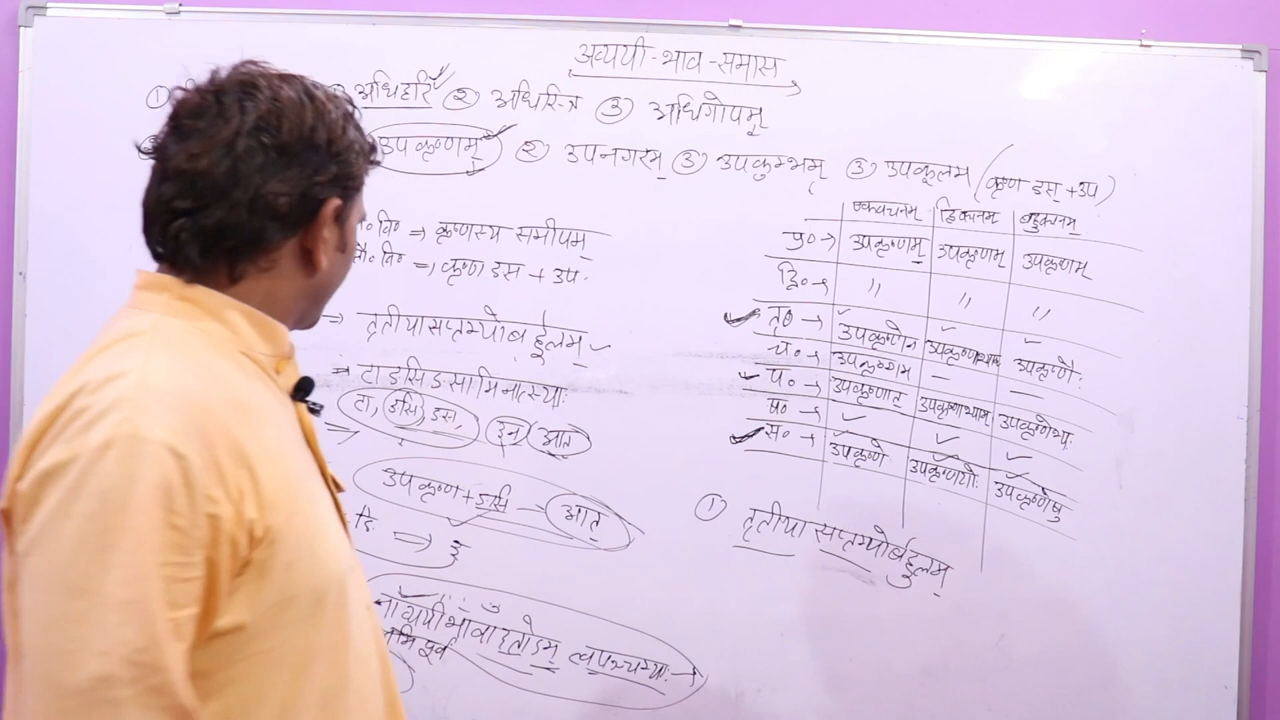 अव्ययी-भाव-समास
① अधिहरि ② अधिस्त्रि ③ अधिगोपम्
उपकृष्णम् ② उपनगरम् ③ उपकुम्भम् ③ उपकूलम (कृष्ण ङस् + उप)
वि० ⇒ कृष्णस्य समीपम्
वि० ⇒ कृष्ण ङस + उप
⇒ तृतीयासप्तम्योर्बहुलम्
⇒ टा ङसि ङसामिनात्स्याः
टा, ङसि, ङस, इन आत्
⇒
उपकृष्ण + ङसि — आत्
ङि ⇒ इ
नाव्ययीभावादतोऽम् त्वपञ्चम्याः →
पूर्व
एकवचनम् द्विवचनम् बहुवचनम्
प्र० → उपकृष्णम् उपकृष्णम् उपकृष्णम्
द्वि० → " " "
तृ० → उपकृष्णेन उपकृष्णाभ्याम उपकृष्णैः
च० → — —
प० → उपकृष्णात् उपकृष्णाभ्याम् उपकृष्णेभ्यः
ष० →
स० → उपकृष्णे उपकृष्णयोः उपकृष्णेषु
① तृतीया सप्तम्योर्बहुलम्